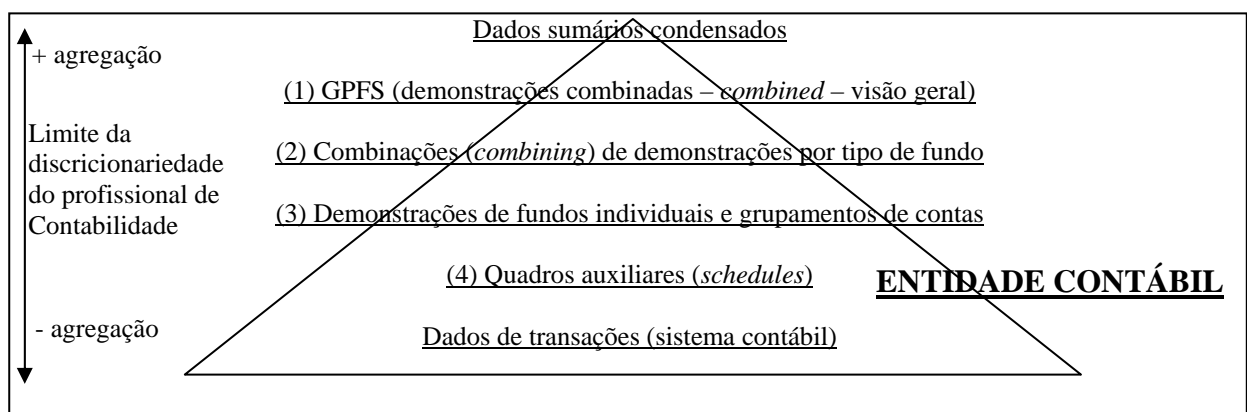 Dados sumários condensados
+ agregação
(1) GPFS (demonstrações combinadas – combined – visão geral)
Limite da
discricionariedade
do profissional de
Contabilidade
(2) Combinações (combining) de demonstrações por tipo de fundo
(3) Demonstrações de fundos individuais e grupamentos de contas
(4) Quadros auxiliares (schedules)
ENTIDADE CONTÁBIL
- agregação
Dados de transações (sistema contábil)